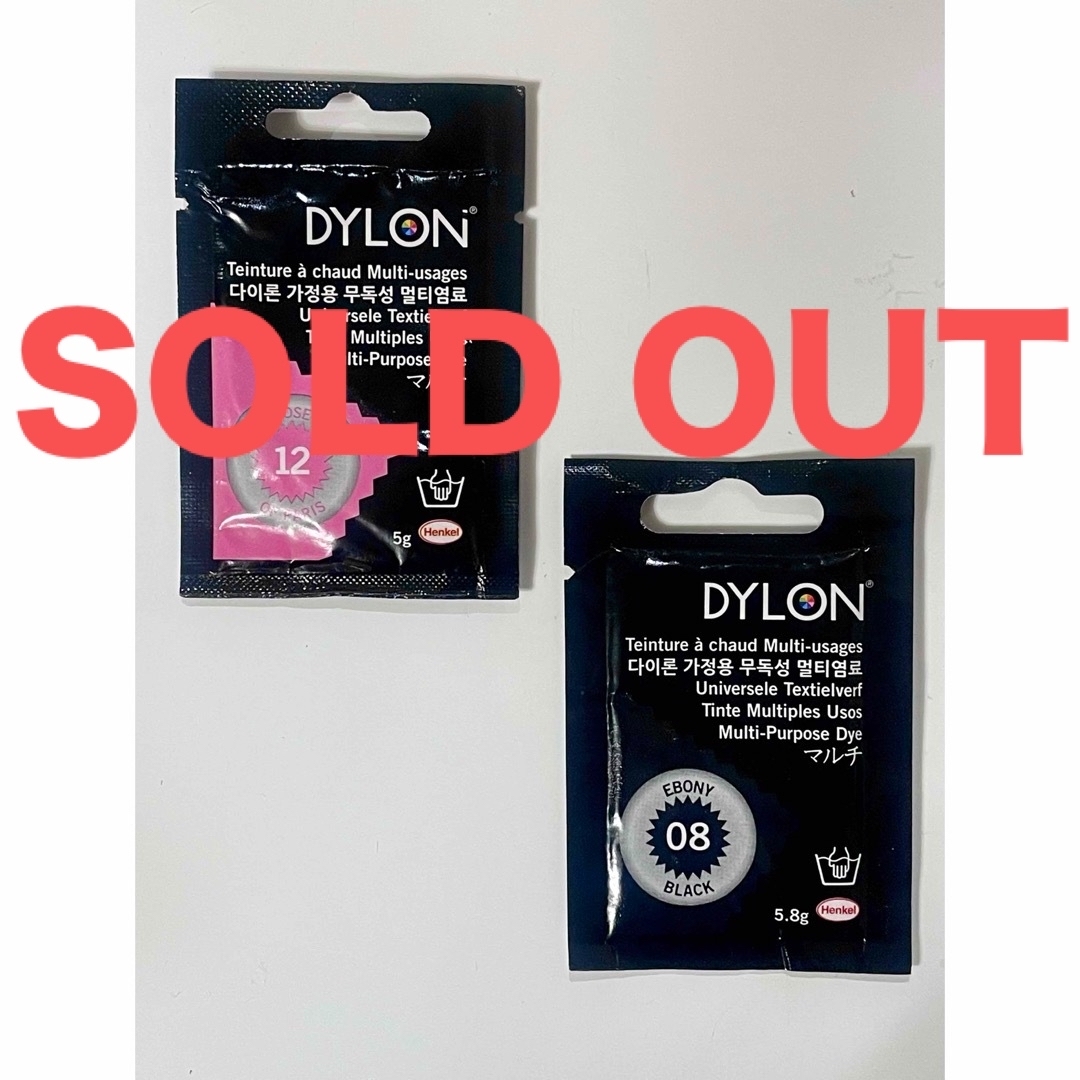 DYLON®
Teinture à chaud Multi-usages
다이론 가정용 무독성 멀티염료
Multiples
12
5g
Henkel
SOLD OUT
DYLON®
Teinture à chaud Multi-usages
다이론 가정용 무독성 멀티염료
Universele Textielverf
Tinte Multiples Usos
Multi-Purpose Dye
マルチ
EBONY
08
BLACK
5.8g
Henkel